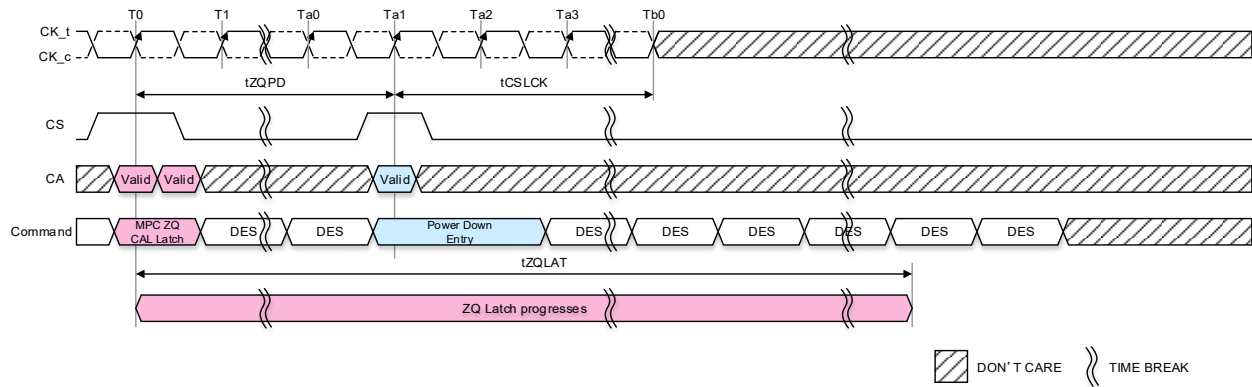 T0 T1 Ta0 Ta1 Ta2 Ta3 Tb0
CK_t
CK_c
tZQPD tCSLCK
CS
CA Valid Valid Valid
Command MPC ZQ CAL Latch DES DES Power Down Entry DES DES DES DES DES DES
tZQLAT
ZQ Latch progresses
DON'T CARE TIME BREAK